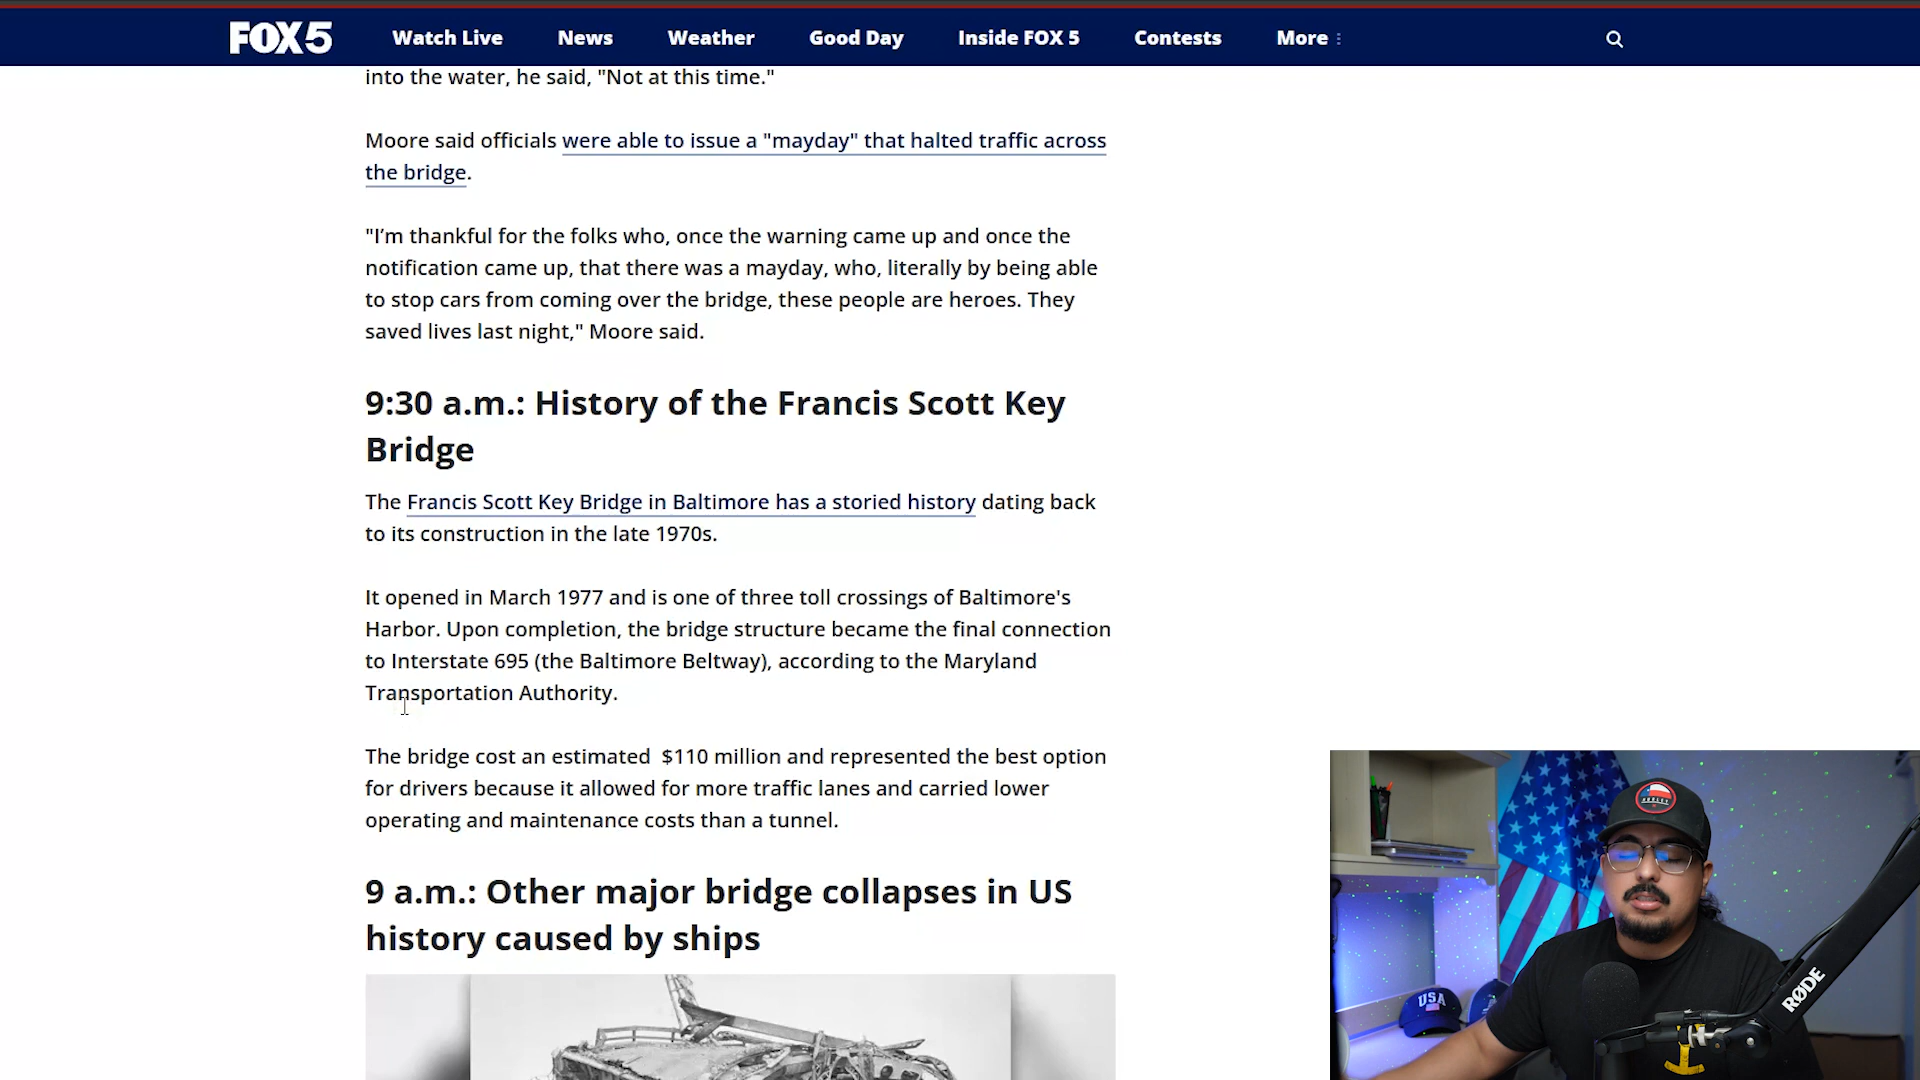 FOX 5
Watch Live
News
Weather
Good Day
Inside FOX 5
Contests
More
into the water, he said, "Not at this time."
Moore said officials were able to issue a "mayday" that halted traffic across
the bridge.
"I’m thankful for the folks who, once the warning came up and once the
notification came up, that there was a mayday, who, literally by being able
to stop cars from coming over the bridge, these people are heroes. They
saved lives last night," Moore said.
9:30 a.m.: History of the Francis Scott Key
Bridge
The Francis Scott Key Bridge in Baltimore has a storied history dating back
to its construction in the late 1970s.
It opened in March 1977 and is one of three toll crossings of Baltimore's
Harbor. Upon completion, the bridge structure became the final connection
to Interstate 695 (the Baltimore Beltway), according to the Maryland
Transportation Authority.
The bridge cost an estimated $110 million and represented the best option
for drivers because it allowed for more traffic lanes and carried lower
operating and maintenance costs than a tunnel.
9 a.m.: Other major bridge collapses in US
history caused by ships
USA
RØDE